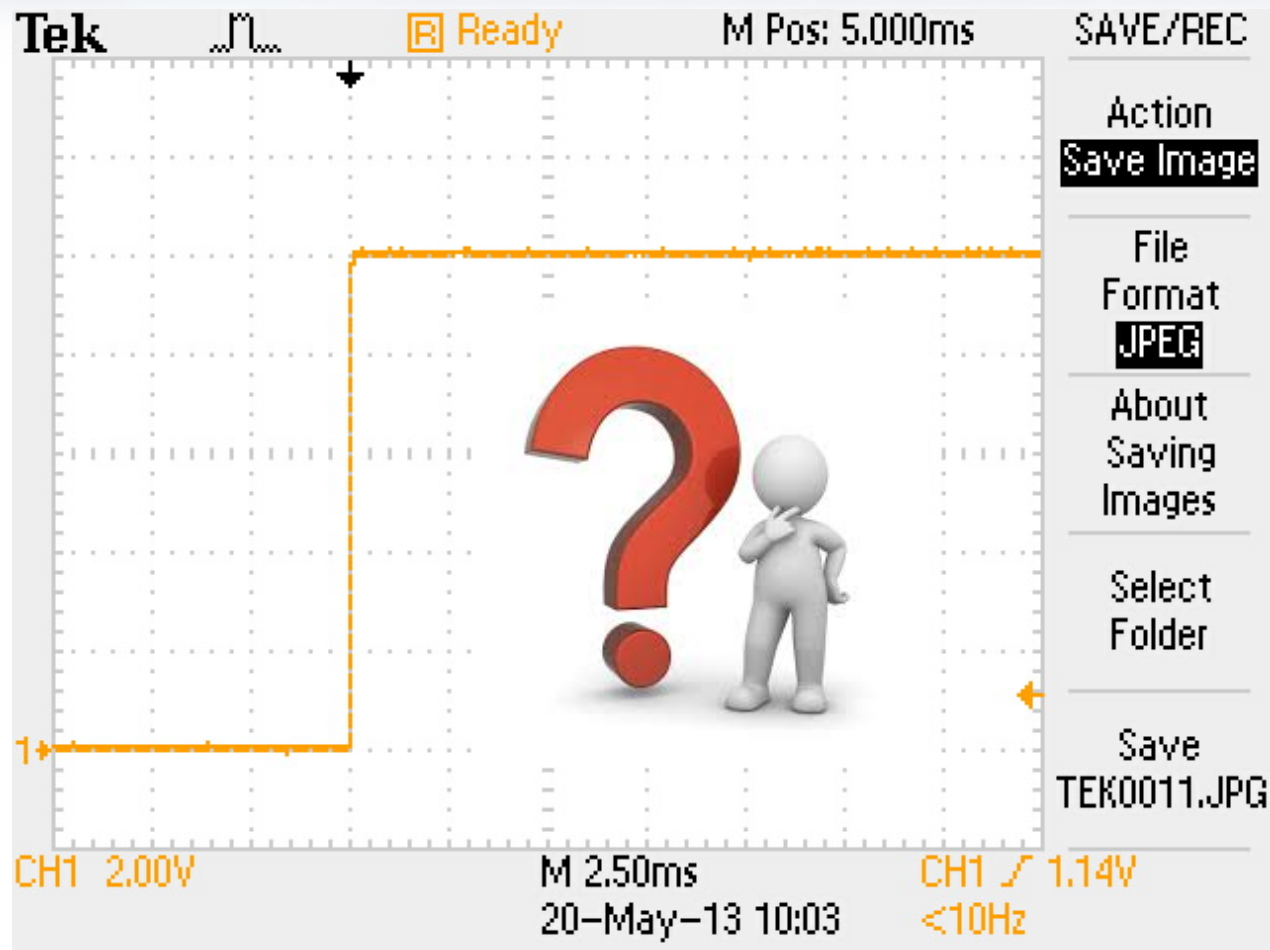 Tek R Ready M Pos: 5.000ms SAVE/REC
Action
Save Image
File
Format
JPEG
About
Saving
Images
Select
Folder
1
Save
TEK0011.JPG
CH1 2.00V M 2.50ms CH1 1.14V
20-May-13 10:03 <10Hz